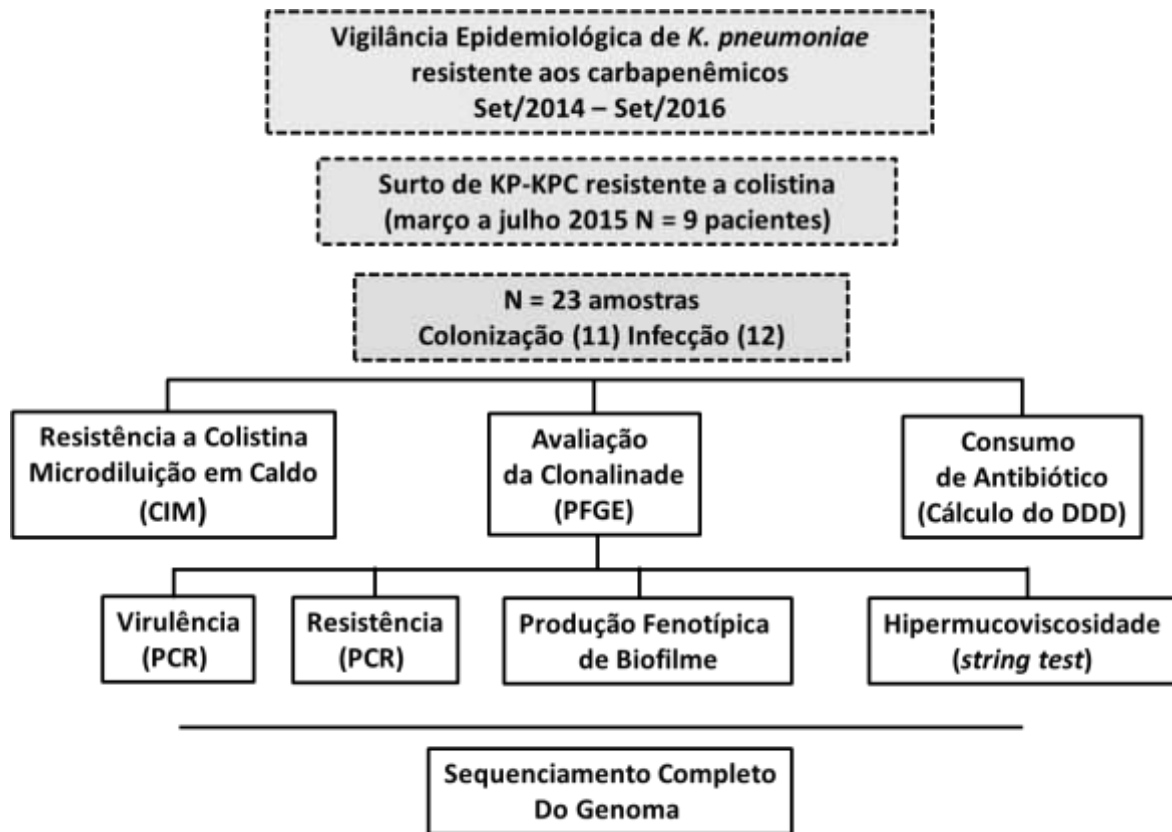 Vigilância Epidemiológica de K. pneumoniae
resistente aos carbapenêmicos
Set/2014 – Set/2016
Surto de KP-KPC resistente a colistina
(março a julho 2015 N = 9 pacientes)
N = 23 amostras
Colonização (11) Infecção (12)
Resistência a Colistina
Microdiluição em Caldo
(CIM)
Avaliação
da Clonalinade
(PFGE)
Consumo
de Antibiótico
(Cálculo do DDD)
Virulência
(PCR)
Resistência
(PCR)
Produção Fenotípica
de Biofilme
Hipermucoviscosidade
(string test)
Sequenciamento Completo
Do Genoma